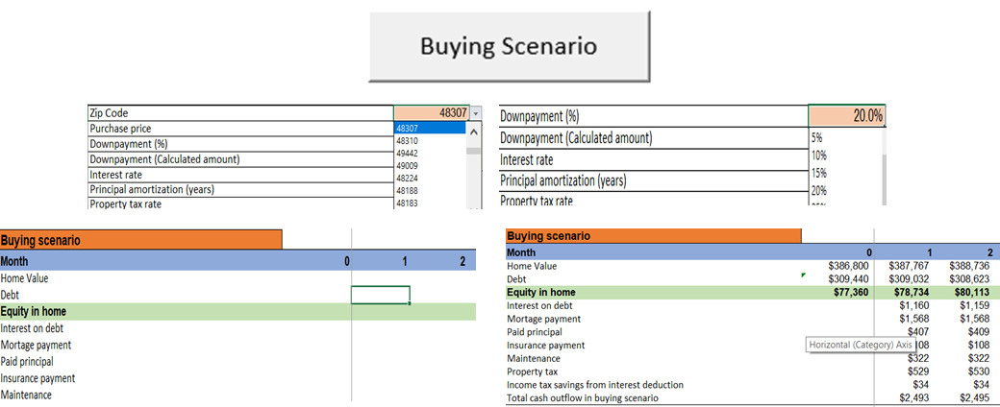 Buying Scenario
Zip Code 48307
Purchase price 48307
Downpayment (%) 48310
Downpayment (Calculated amount) 49442
49009
Interest rate 48224
Principal amortization (years) 48188
Property tax rate 48183
Downpayment (%) 20.0%
Downpayment (Calculated amount) 5%
Interest rate 10%
Principal amortization (years) 15%
20%
Property tax rate
Buying scenario
Month 0 1 2
Home Value
Debt
Equity in home
Interest on debt
Mortage payment
Paid principal
Insurance payment
Maintenance
Buying scenario
Month 0 1 2
Home Value $386,800 $387,767 $388,736
Debt $309,440 $309,032 $308,623
Equity in home $77,360 $78,734 $80,113
Interest on debt $1,160 $1,159
Mortage payment $1,568 $1,568
Paid principal $407 $409
Insurance payment Horizontal (Category) Axis 108 $108
Maintenance $322 $322
Property tax $529 $530
Income tax savings from interest deduction $34 $34
Total cash outflow in buying scenario $2,493 $2,495